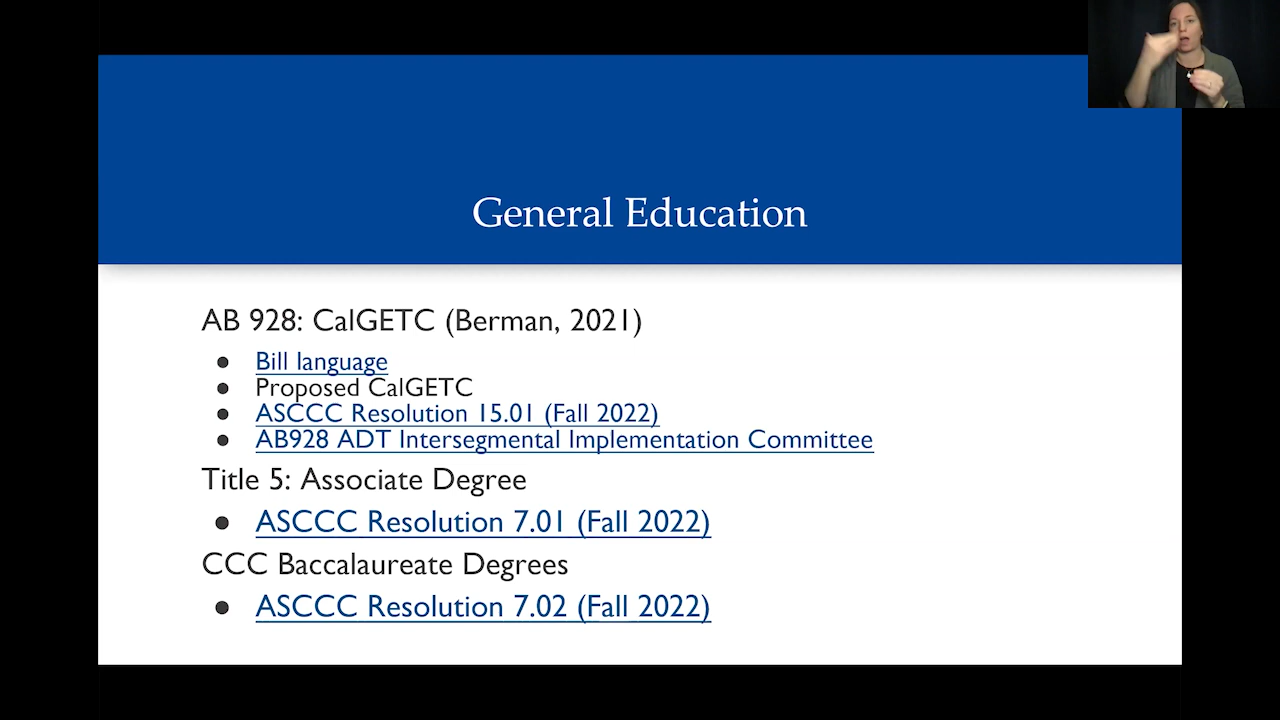 General Education
AB 928: CalGETC (Berman, 2021)
● Bill language
● Proposed CalGETC
● ASCCC Resolution 15.01 (Fall 2022)
● AB928 ADT Intersegmental Implementation Committee
Title 5: Associate Degree
● ASCCC Resolution 7.01 (Fall 2022)
CCC Baccalaureate Degrees
● ASCCC Resolution 7.02 (Fall 2022)